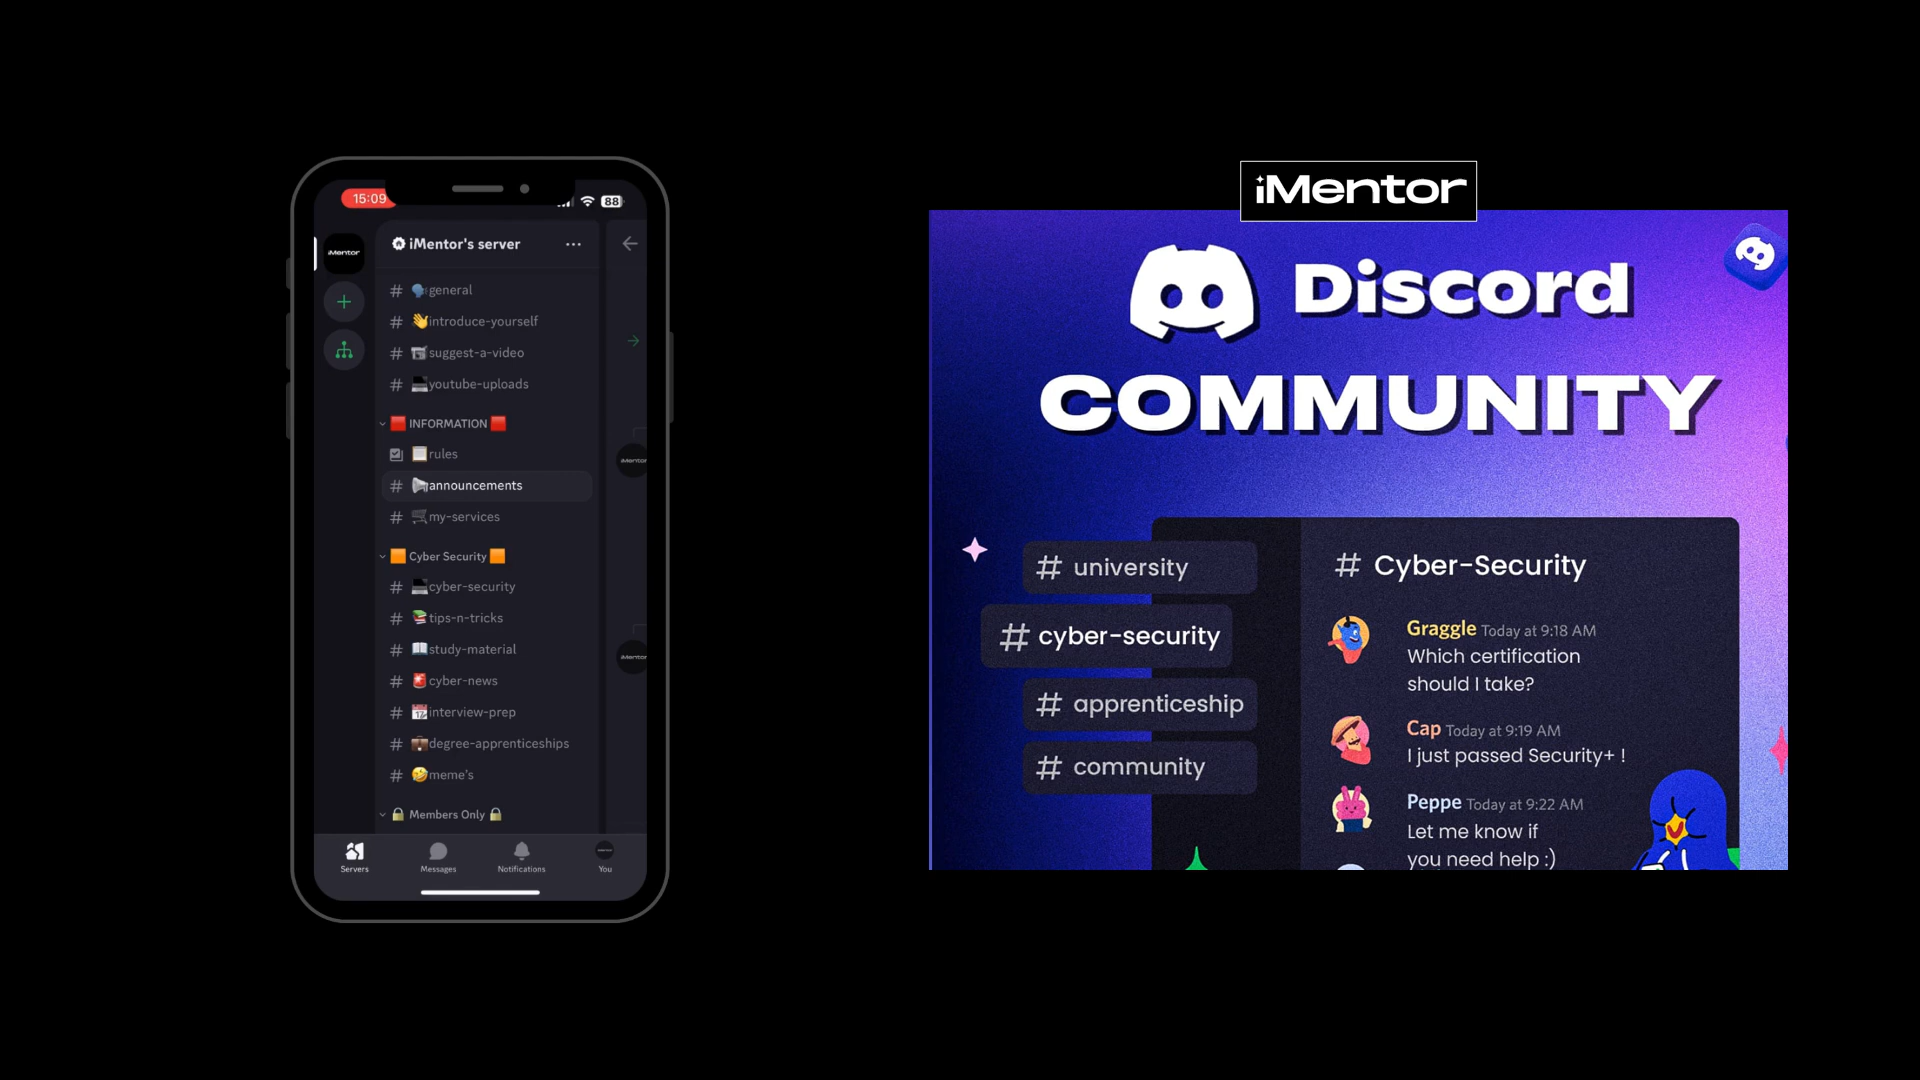 15:09
88
iMentor
iMentor's server
general
introduce-yourself
suggest-a-video
youtube-uploads
INFORMATION
rules
announcements
my-services
Cyber Security
cyber-security
tips-n-tricks
study-material
cyber-news
interview-prep
degree-apprenticeships
meme's
Members Only
iMentor
iMentor
Servers
Messages
Notifications
You
iMentor
Discord
COMMUNITY
# university
# cyber-security
# apprenticeship
# community
# Cyber-Security
Graggle Today at 9:18 AM
Which certification
should I take?
Cap Today at 9:19 AM
I just passed Security+ !
Peppe Today at 9:22 AM
Let me know if
you need help :)